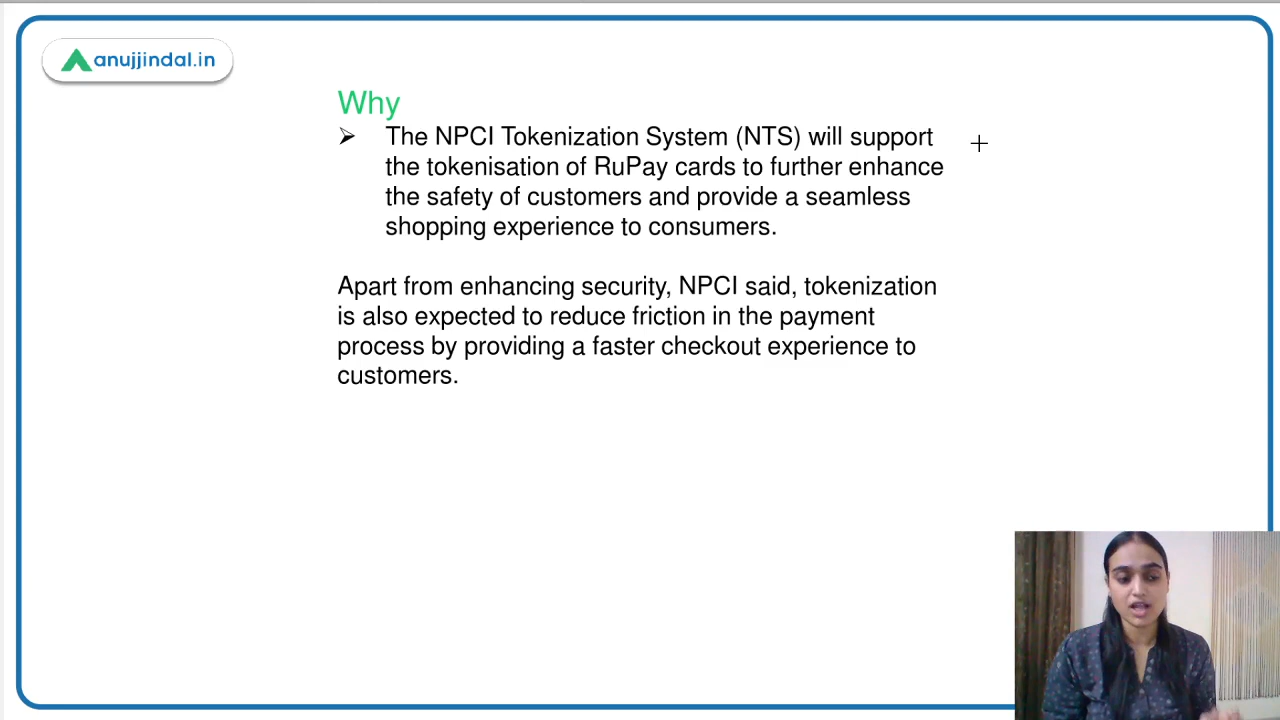 anujjindal.in
Why
➢ The NPCI Tokenization System (NTS) will support
the tokenisation of RuPay cards to further enhance
the safety of customers and provide a seamless
shopping experience to consumers.
Apart from enhancing security, NPCI said, tokenization
is also expected to reduce friction in the payment
process by providing a faster checkout experience to
customers.